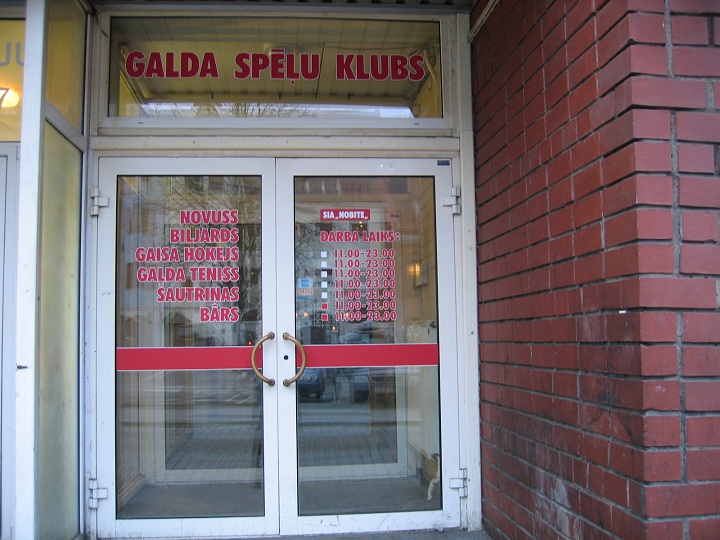 GALDA SPĒĻU KLUBS
NOVUSS
BILJARDS
GAISA HOKEJS
GALDA TENISS
ŠAUTRIŅAS
BĀRS
SIA „NOBITE„
DARBA LAIKS:
11.00-23.00
11.00-23.00
11.00-23.00
11.00-23.00
11.00-23.00
11.00-23.00
11.00-23.00